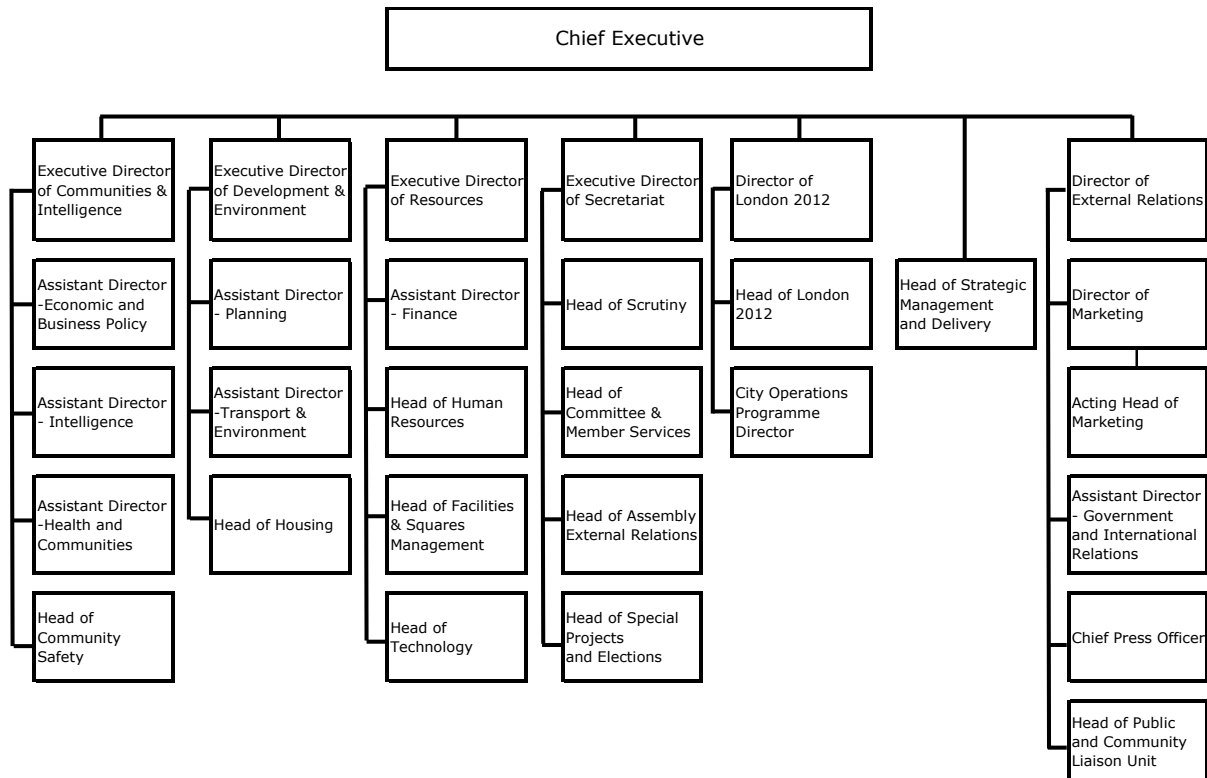 Chief Executive
Executive Director
of Communities &
Intelligence
Assistant Director
-Economic and
Business Policy
Assistant Director
- Intelligence
Assistant Director
-Health and
Communities
Head of
Community
Safety
Executive Director
of Development &
Environment
Assistant Director
- Planning
Assistant Director
-Transport &
Environment
Head of Housing
Executive Director
of Resources
Assistant Director
- Finance
Head of Human
Resources
Head of Facilities
& Squares
Management
Head of
Technology
Executive Director
of Secretariat
Head of Scrutiny
Head of
Committee &
Member Services
Head of Assembly
External Relations
Head of Special
Projects
and Elections
Director of
London 2012
Head of London
2012
City Operations
Programme
Director
Head of Strategic
Management
and Delivery
Director of
External Relations
Director of
Marketing
Acting Head of
Marketing
Assistant Director
- Government
and International
Relations
Chief Press Officer
Head of Public
and Community
Liaison Unit